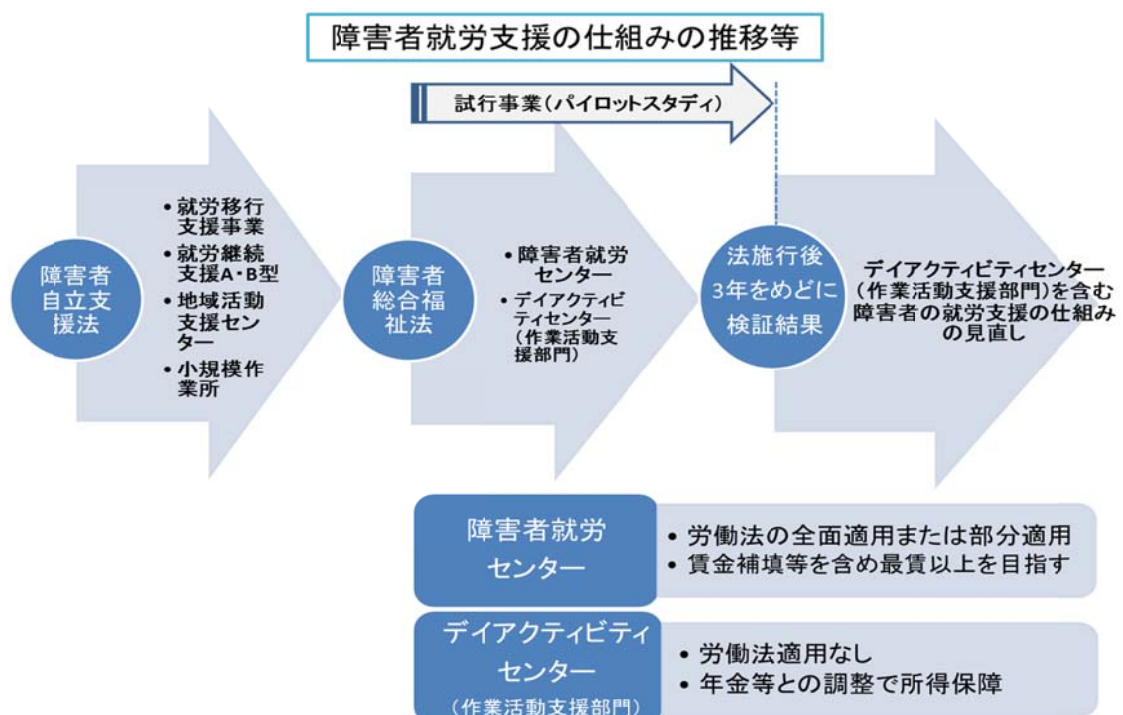 障害者就労支援の仕組みの推移等
試行事業(パイロットスタディ)
障害者
自立支
援法
• 就労移行
支援事業
• 就労継続
支援A・B型
• 地域活動
支援セン
ター
• 小規模作
業所
障害者
総合福
祉法
• 障害者就労
センター
• デイアクティビ
ティセンター
(作業活動支
援部門)
法施行後
3年をめどに
検証結果
デイアクティビティセンター
(作業活動支援部門)を含む
障害者の就労支援の仕組み
の見直し
障害者就労
センター
• 労働法の全面適用または部分適用
• 賃金補填等を含め最賃以上を目指す
デイアクティビティ
センター
(作業活動支援部門)
• 労働法適用なし
• 年金等との調整で所得保障